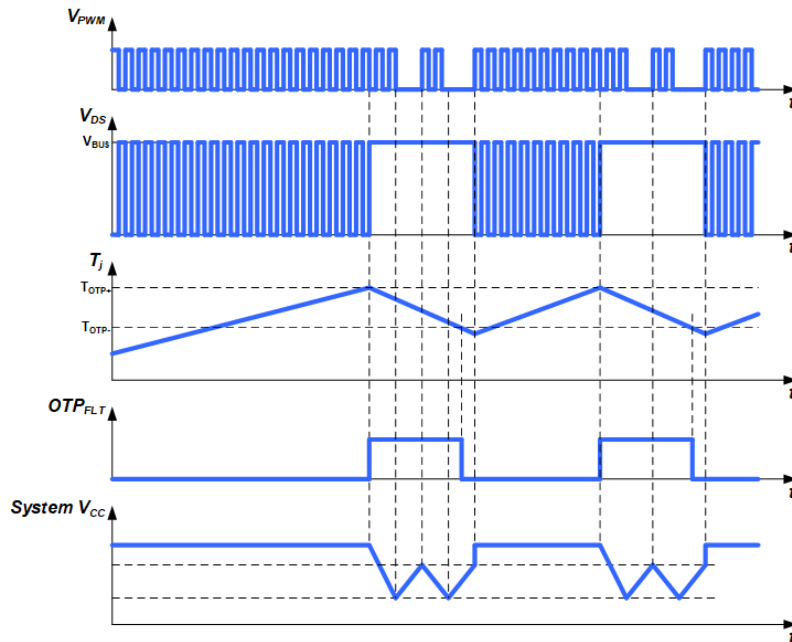 VPWM
t
VDS
VBUS
t
Tj
TOTP+
TOTP-
t
OTPFLT
t
System VCC
t